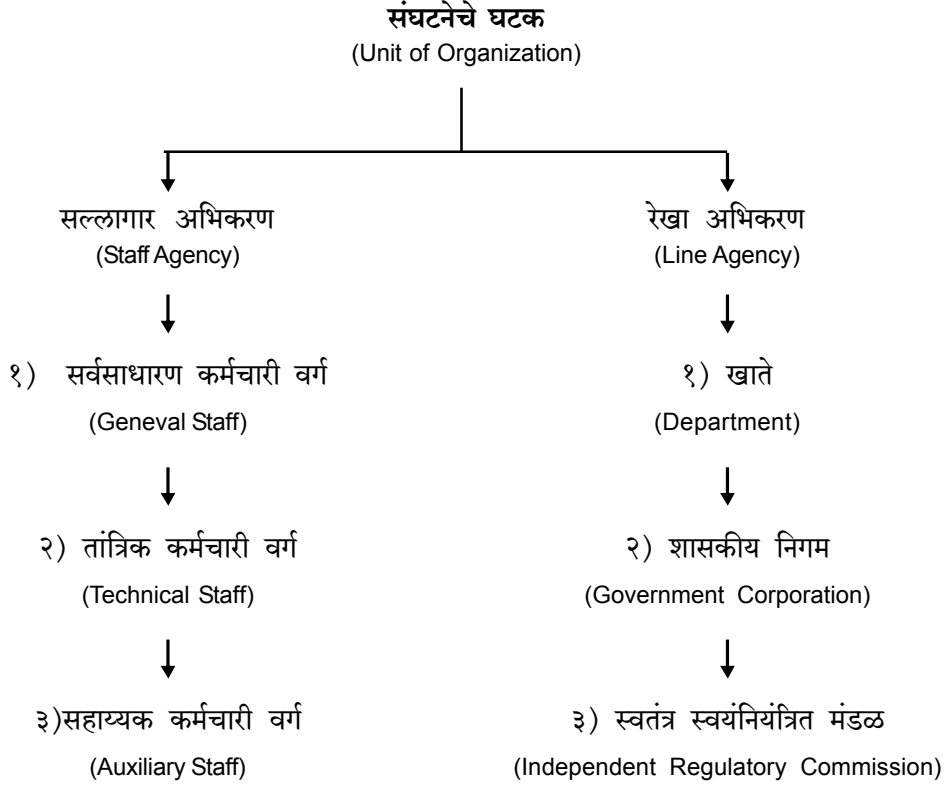 संघटनेचे घटक
(Unit of Organization)
सल्लागार अभिकरण
(Staff Agency)
रेखा अभिकरण
(Line Agency)
१) सर्वसाधारण कर्मचारी वर्ग
(Geneval Staff)
१) खाते
(Department)
२) तांत्रिक कर्मचारी वर्ग
(Technical Staff)
२) शासकीय निगम
(Government Corporation)
३)सहाय्यक कर्मचारी वर्ग
(Auxiliary Staff)
३) स्वतंत्र स्वयंनियंत्रित मंडळ
(Independent Regulatory Commission)